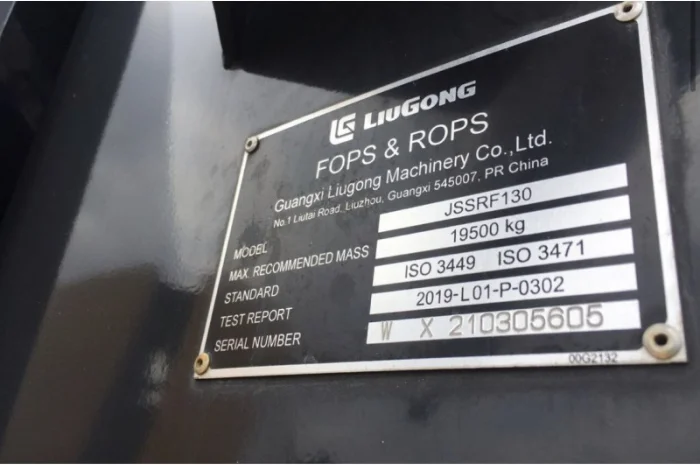 LIUGONG
FOPS & ROPS
Guangxi Liugong Machinery Co.,Ltd.
No.1 Liutai Road, Liuzhou, Guangxi 545007, PR China
MODEL JSSRF130
MAX. RECOMMENDED MASS 19500 kg
STANDARD ISO 3449 ISO 3471
TEST REPORT 2019-L01-P-0302
SERIAL NUMBER W X 210305605
00G2132